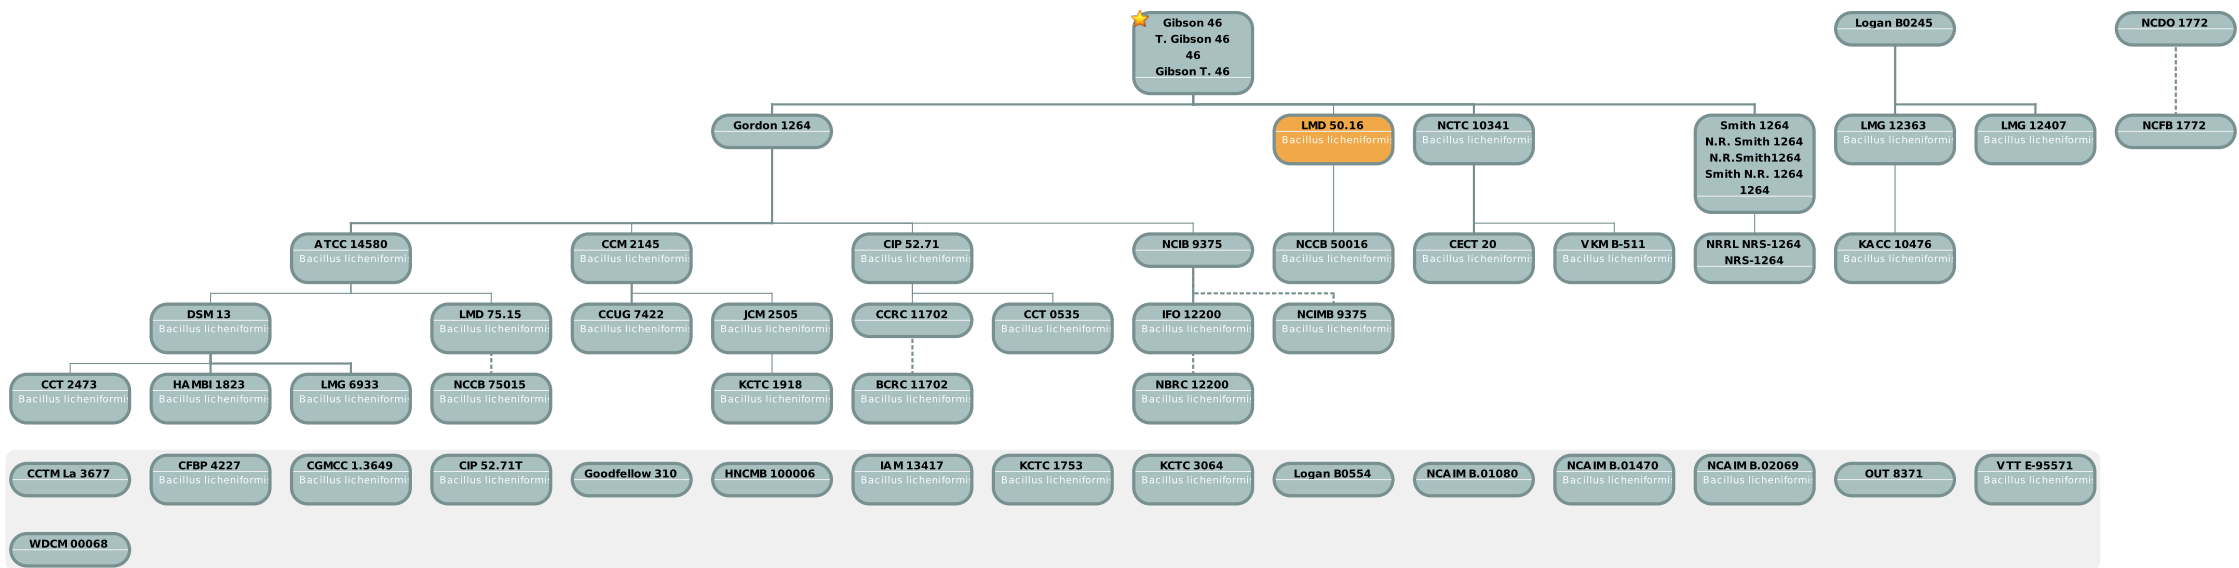 Gibson 46
T. Gibson 46
46
Gibson T. 46
Logan B0245
NCDO 1772
Gordon 1264
LMD 50.16
Bacillus licheniformis
NCTC 10341
Bacillus licheniformis
Smith 1264
N.R. Smith 1264
N.R.Smith1264
Smith N.R. 1264
1264
LMG 12363
Bacillus licheniformis
LMG 12407
Bacillus licheniformis
NCFB 1772
ATCC 14580
Bacillus licheniformis
CCM 2145
Bacillus licheniformis
CIP 52.71
Bacillus licheniformis
NCIB 9375
NCCB 50016
Bacillus licheniformis
CECT 20
Bacillus licheniformis
VKM B-511
Bacillus licheniformis
NRRL NRS-1264
NRS-1264
KACC 10476
Bacillus licheniformis
DSM 13
Bacillus licheniformis
LMD 75.15
Bacillus licheniformis
CCUG 7422
Bacillus licheniformis
JCM 2505
Bacillus licheniformis
CCRC 11702
CCT 0535
Bacillus licheniformis
IFO 12200
Bacillus licheniformis
NCIMB 9375
Bacillus licheniformis
CCT 2473
Bacillus licheniformis
HAMBI 1823
Bacillus licheniformis
LMG 6933
Bacillus licheniformis
NCCB 75015
Bacillus licheniformis
KCTC 1918
Bacillus licheniformis
BCRC 11702
Bacillus licheniformis
NBRC 12200
Bacillus licheniformis
CCTM La 3677
CFBP 4227
Bacillus licheniformis
CGMCC 1.3649
Bacillus licheniformis
CIP 52.71T
Bacillus licheniformis
Goodfellow 310
HNCMB 100006
IAM 13417
Bacillus licheniformis
KCTC 1753
Bacillus licheniformis
KCTC 3064
Bacillus licheniformis
Logan B0554
NCAIM B.01080
NCAIM B.01470
Bacillus licheniformis
NCAIM B.02069
Bacillus licheniformis
OUT 8371
VTT E-95571
Bacillus licheniformis
WDCM 00068